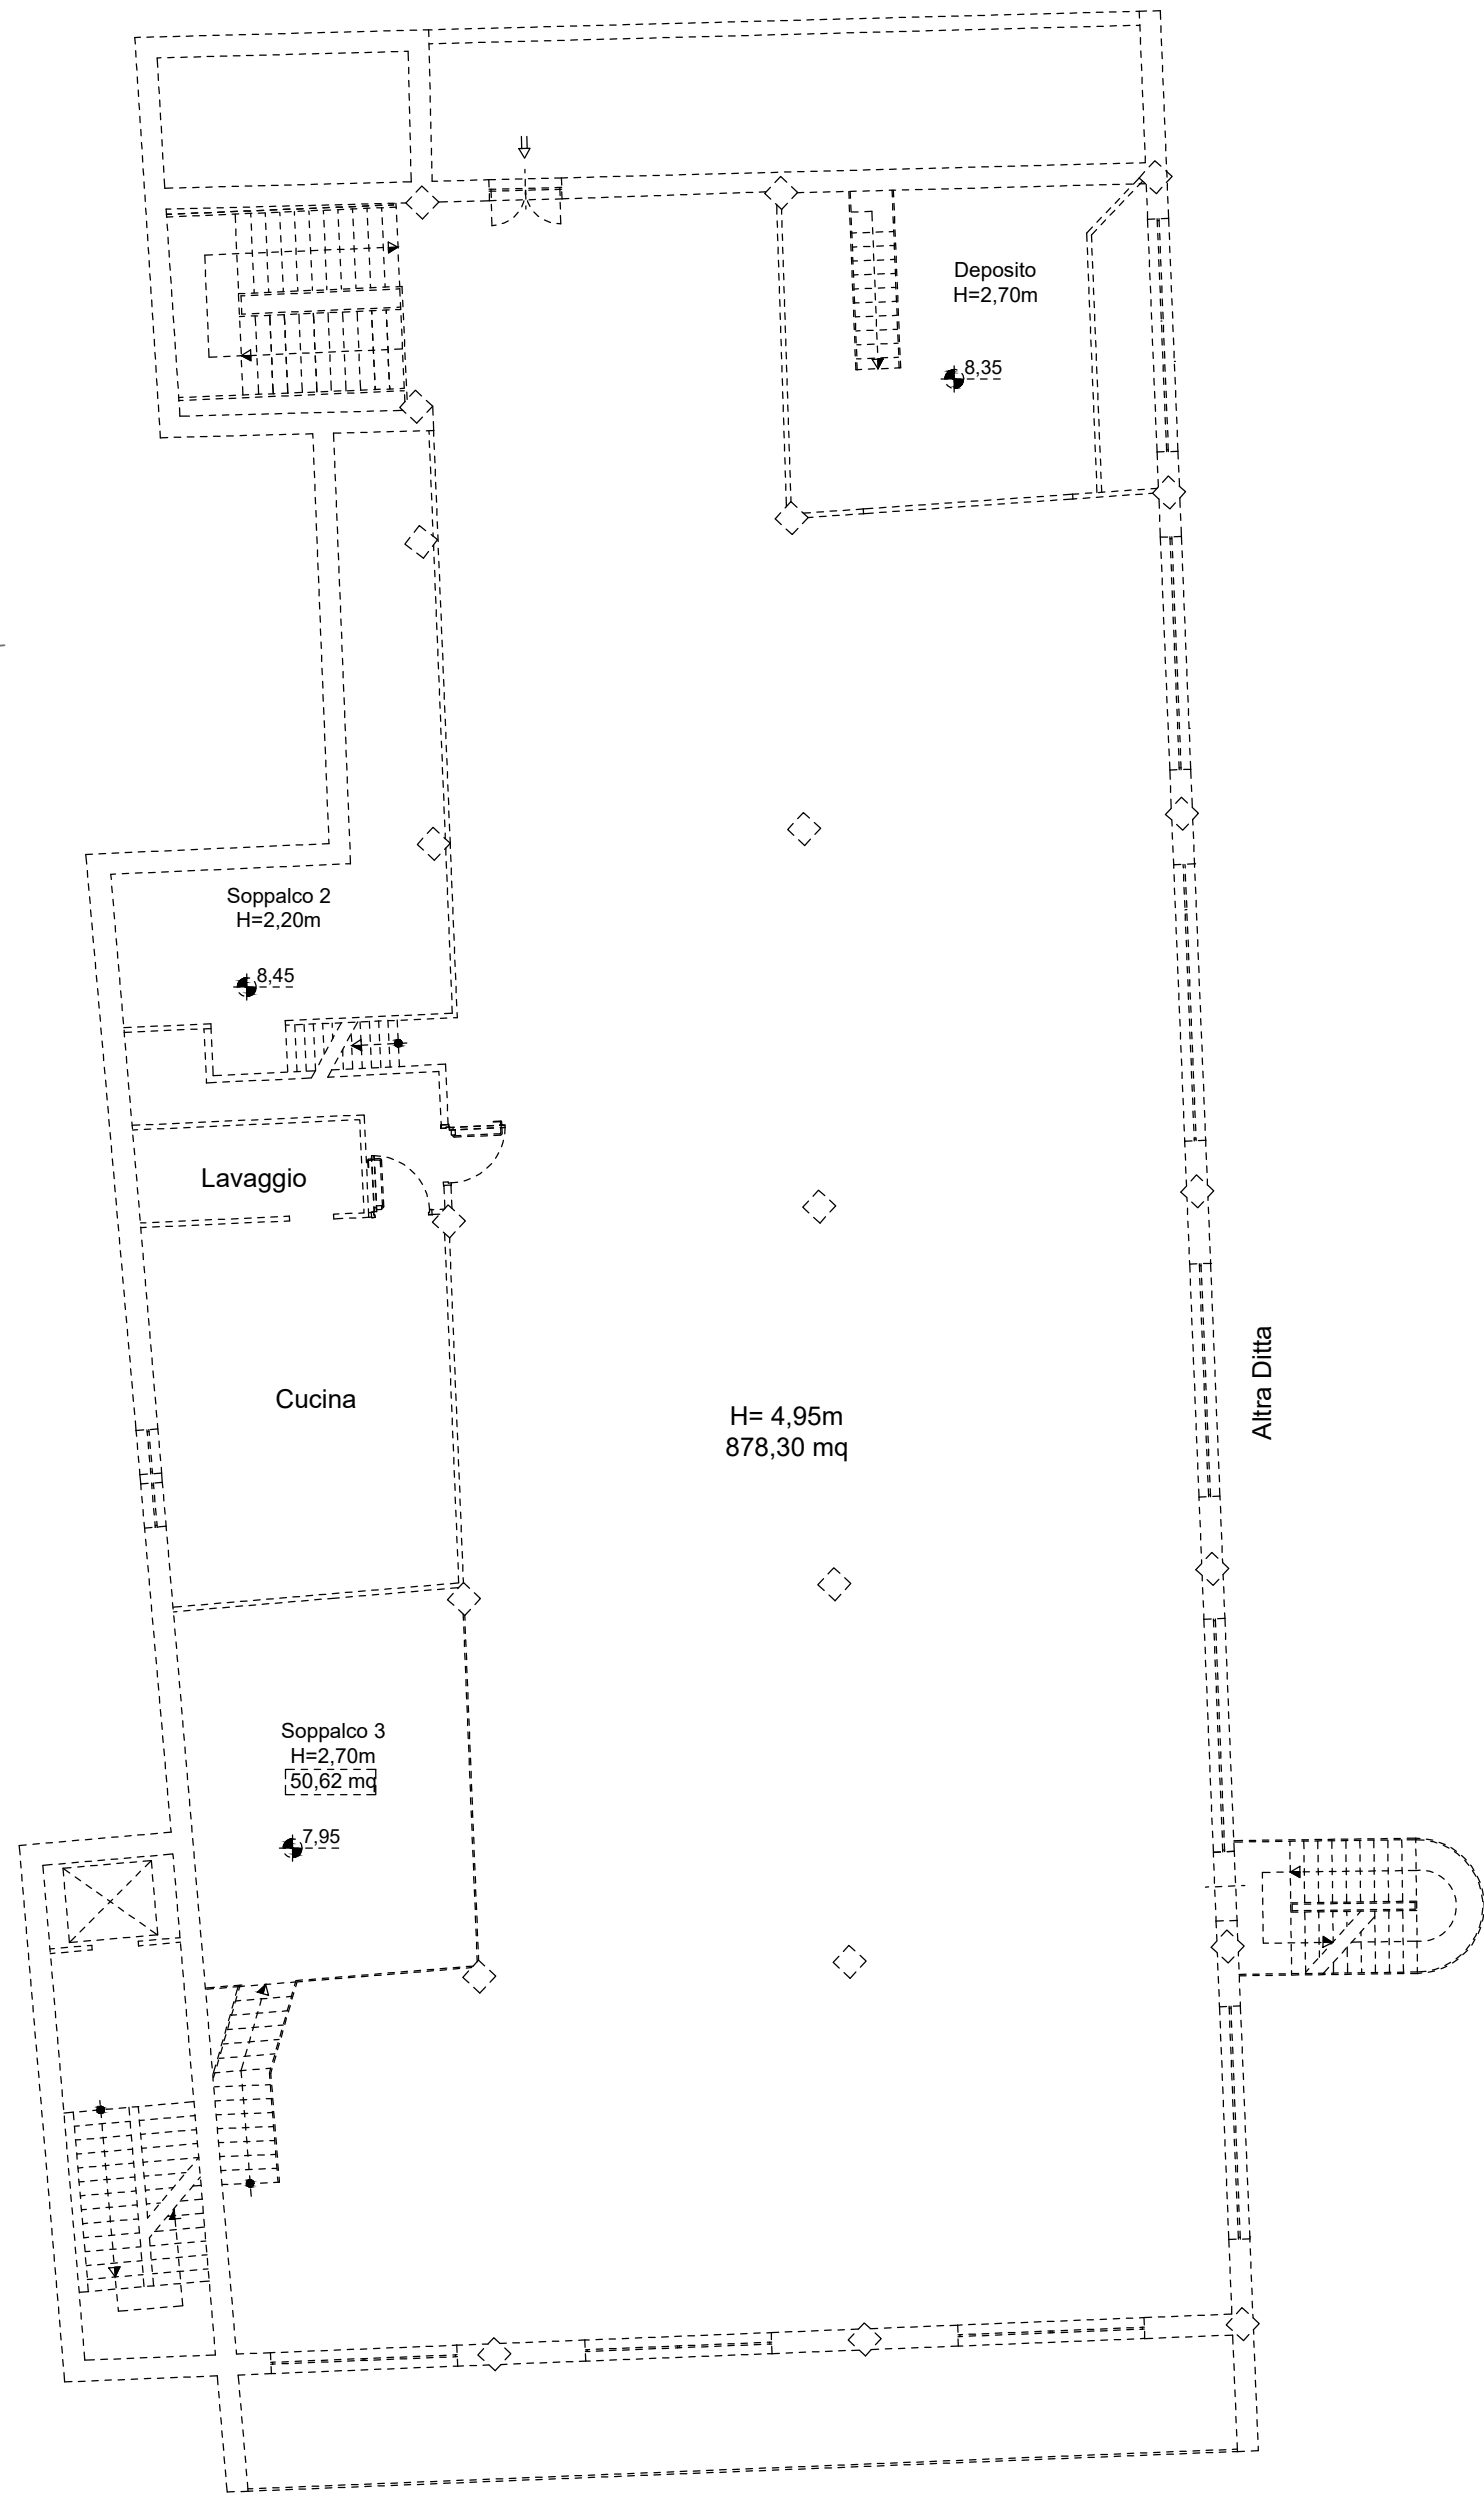 Deposito
H=2,70m
8,35
Soppalco 2
H=2,20m
8,45
Lavaggio
Cucina
H= 4,95m
878,30 mq
Altra Ditta
Soppalco 3
H=2,70m
50,62 mq
7,95